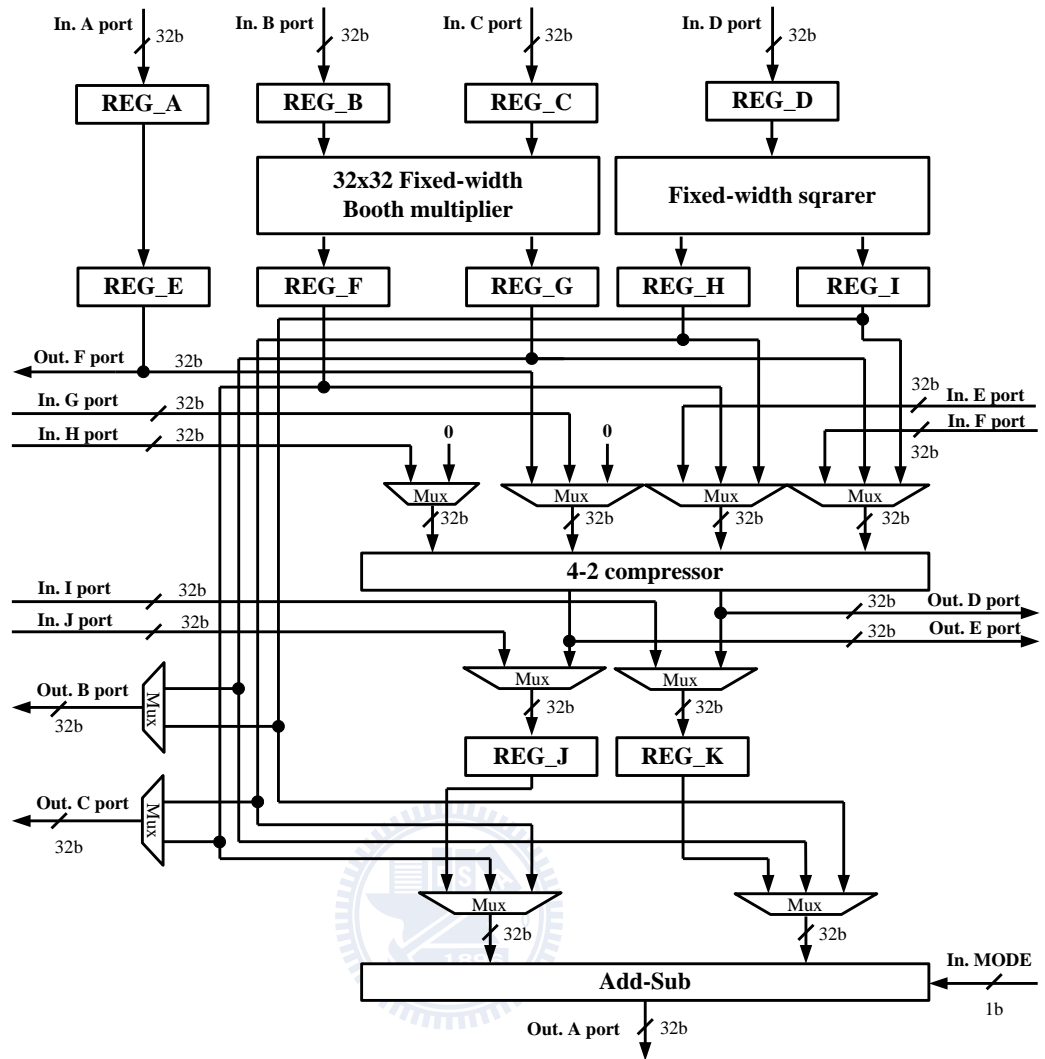 In. A port
In. B port
In. C port
In. D port
32b
32b
32b
32b
REG_A
REG_B
REG_C
REG_D
32x32 Fixed-width
Booth multiplier
Fixed-width sqrarer
REG_E
REG_F
REG_G
REG_H
REG_I
Out. F port
32b
In. G port
32b
32b
In. E port
In. H port
32b
0
0
32b
In. F port
Mux
Mux
Mux
Mux
32b
32b
32b
32b
4-2 compressor
In. I port
32b
32b
Out. D port
In. J port
32b
32b
Out. E port
Mux
Mux
Out. B port
32b
Mux
32b
32b
REG_J
REG_K
Out. C port
32b
Mux
Mux
Mux
32b
32b
In. MODE
1b
Add-Sub
Out. A port
32b